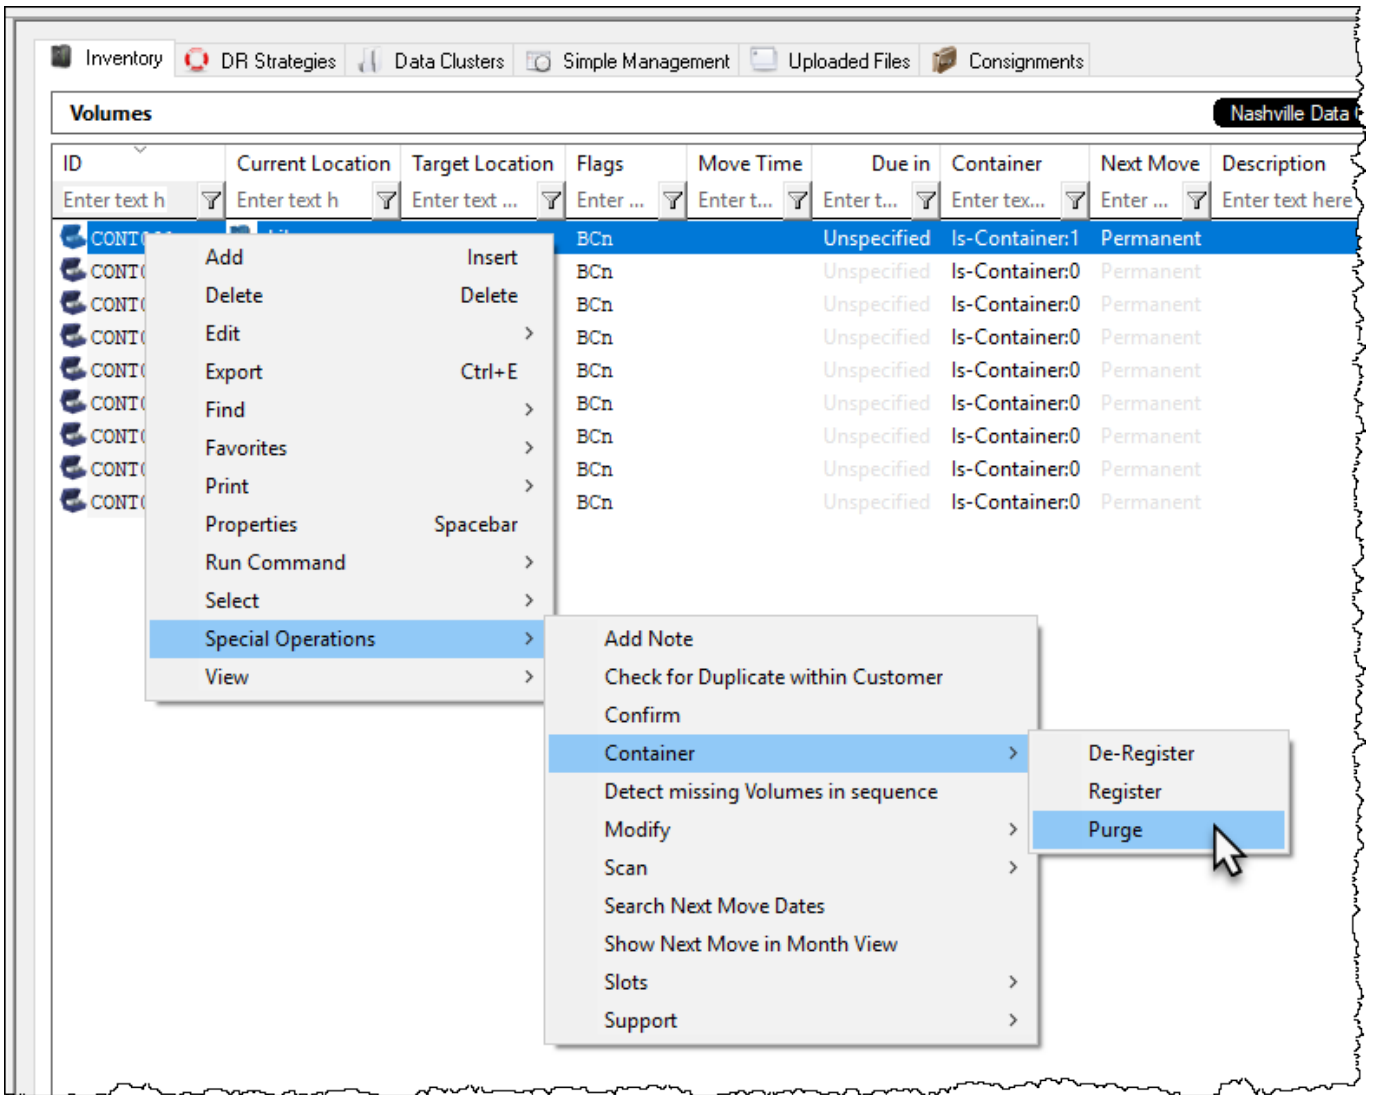 Inventory DR Strategies Data Clusters Simple Management Uploaded Files Consignments
Volumes Nashville Data
ID Current Location Target Location Flags Move Time Due in Container Next Move Description
Enter text h Enter text h Enter text ... Enter ... Enter t... Enter t... Enter tex... Enter ... Enter text here
BCn Unspecified Is-Container:1 Permanent
BCn Unspecified Is-Container:0 Permanent
BCn Unspecified Is-Container:0 Permanent
BCn Unspecified Is-Container:0 Permanent
BCn Unspecified Is-Container:0 Permanent
BCn Unspecified Is-Container:0 Permanent
BCn Unspecified Is-Container:0 Permanent
BCn Unspecified Is-Container:0 Permanent
BCn Unspecified Is-Container:0 Permanent
Add Insert
Delete Delete
Edit
Export Ctrl+E
Find
Favorites
Print
Properties Spacebar
Run Command
Select
Special Operations
View
Add Note
Check for Duplicate within Customer
Confirm
Container
Detect missing Volumes in sequence
Modify
Scan
Search Next Move Dates
Show Next Move in Month View
Slots
Support
De-Register
Register
Purge